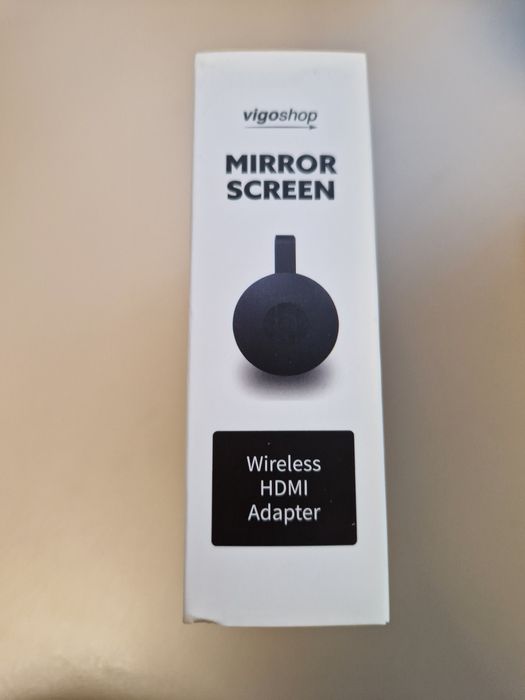 vigoshop
MIRROR
SCREEN
Wireless
HDMI
Adapter